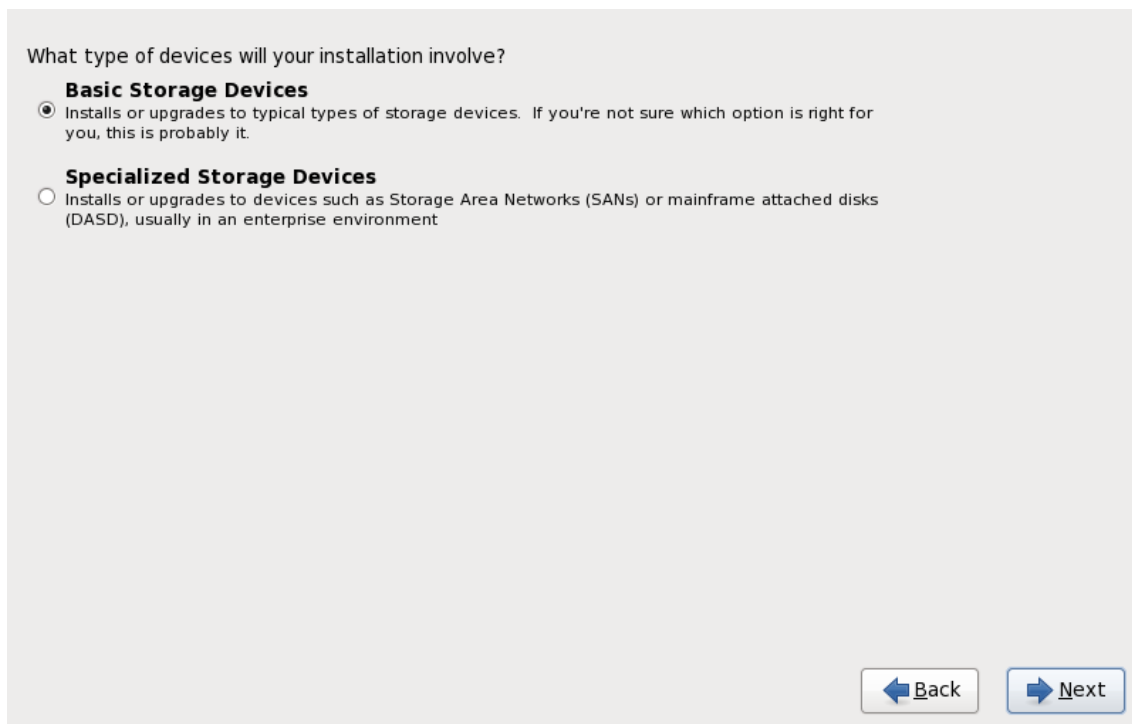 What type of devices will your installation involve?
Basic Storage Devices
Installs or upgrades to typical types of storage devices.  If you're not sure which option is right for
you, this is probably it.
Specialized Storage Devices
Installs or upgrades to devices such as Storage Area Networks (SANs) or mainframe attached disks
(DASD), usually in an enterprise environment
Back
Next